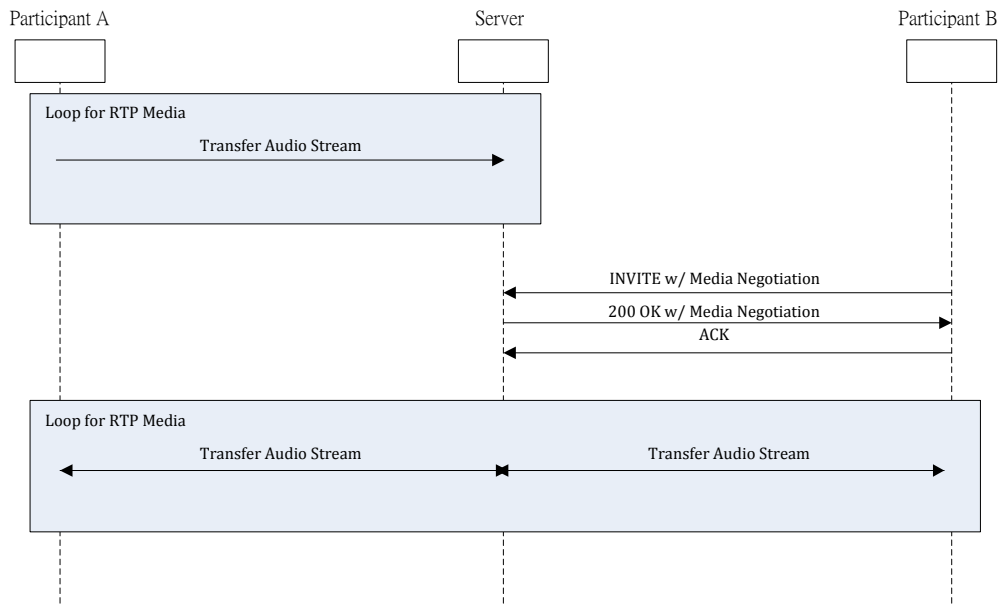 Participant A
Server
Participant B
Loop for RTP Media
Transfer Audio Stream
INVITE w/ Media Negotiation
200 OK w/ Media Negotiation
ACK
Loop for RTP Media
Transfer Audio Stream
Transfer Audio Stream